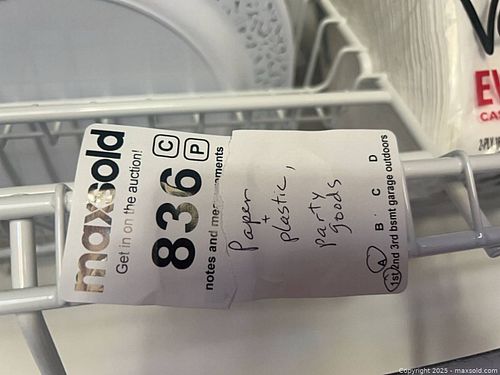 maxsold
Get in on the auction!
836
C
P
notes and measurements
Paper
+
plastic,
party
goods
A B C D
1st 2nd 3rd bsmt garage outdoors
Copyright 2025 - maxsold.com